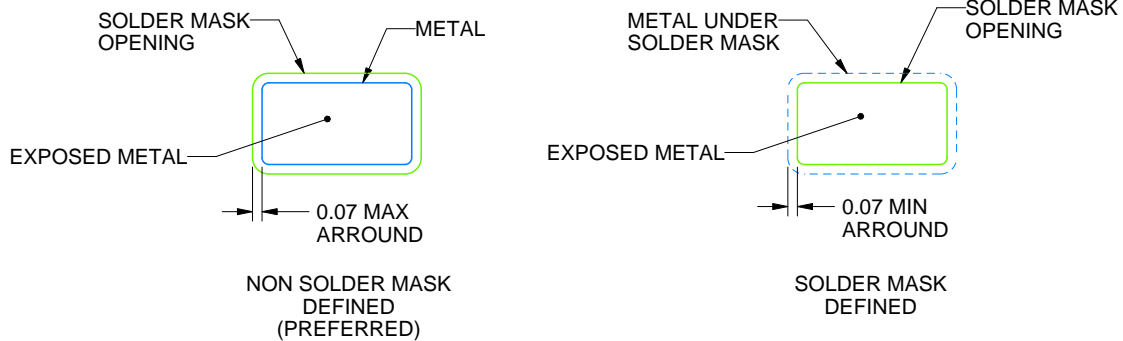 SOLDER MASK
OPENING
METAL
EXPOSED METAL
0.07 MAX
ARROUND
NON SOLDER MASK
DEFINED
(PREFERRED)
METAL UNDER
SOLDER MASK
SOLDER MASK
OPENING
EXPOSED METAL
0.07 MIN
ARROUND
SOLDER MASK
DEFINED